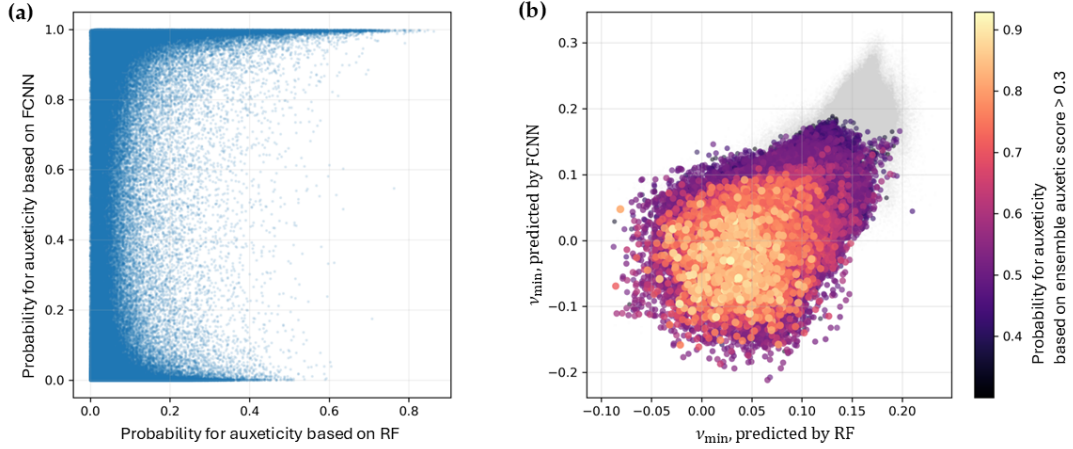 (a)
1.0
0.8
0.6
0.4
0.2
0.0
Probability for auxeticity based on FCNN
0.0 0.2 0.4 0.6 0.8
Probability for auxeticity based on RF
(b)
0.3
0.2
0.1
0.0
−0.1
−0.2
νmin, predicted by FCNN
−0.10 −0.05 0.00 0.05 0.10 0.15 0.20
νmin, predicted by RF
0.9
0.8
0.7
0.6
0.5
0.4
Probability for auxeticity
based on ensemble auxetic score > 0.3